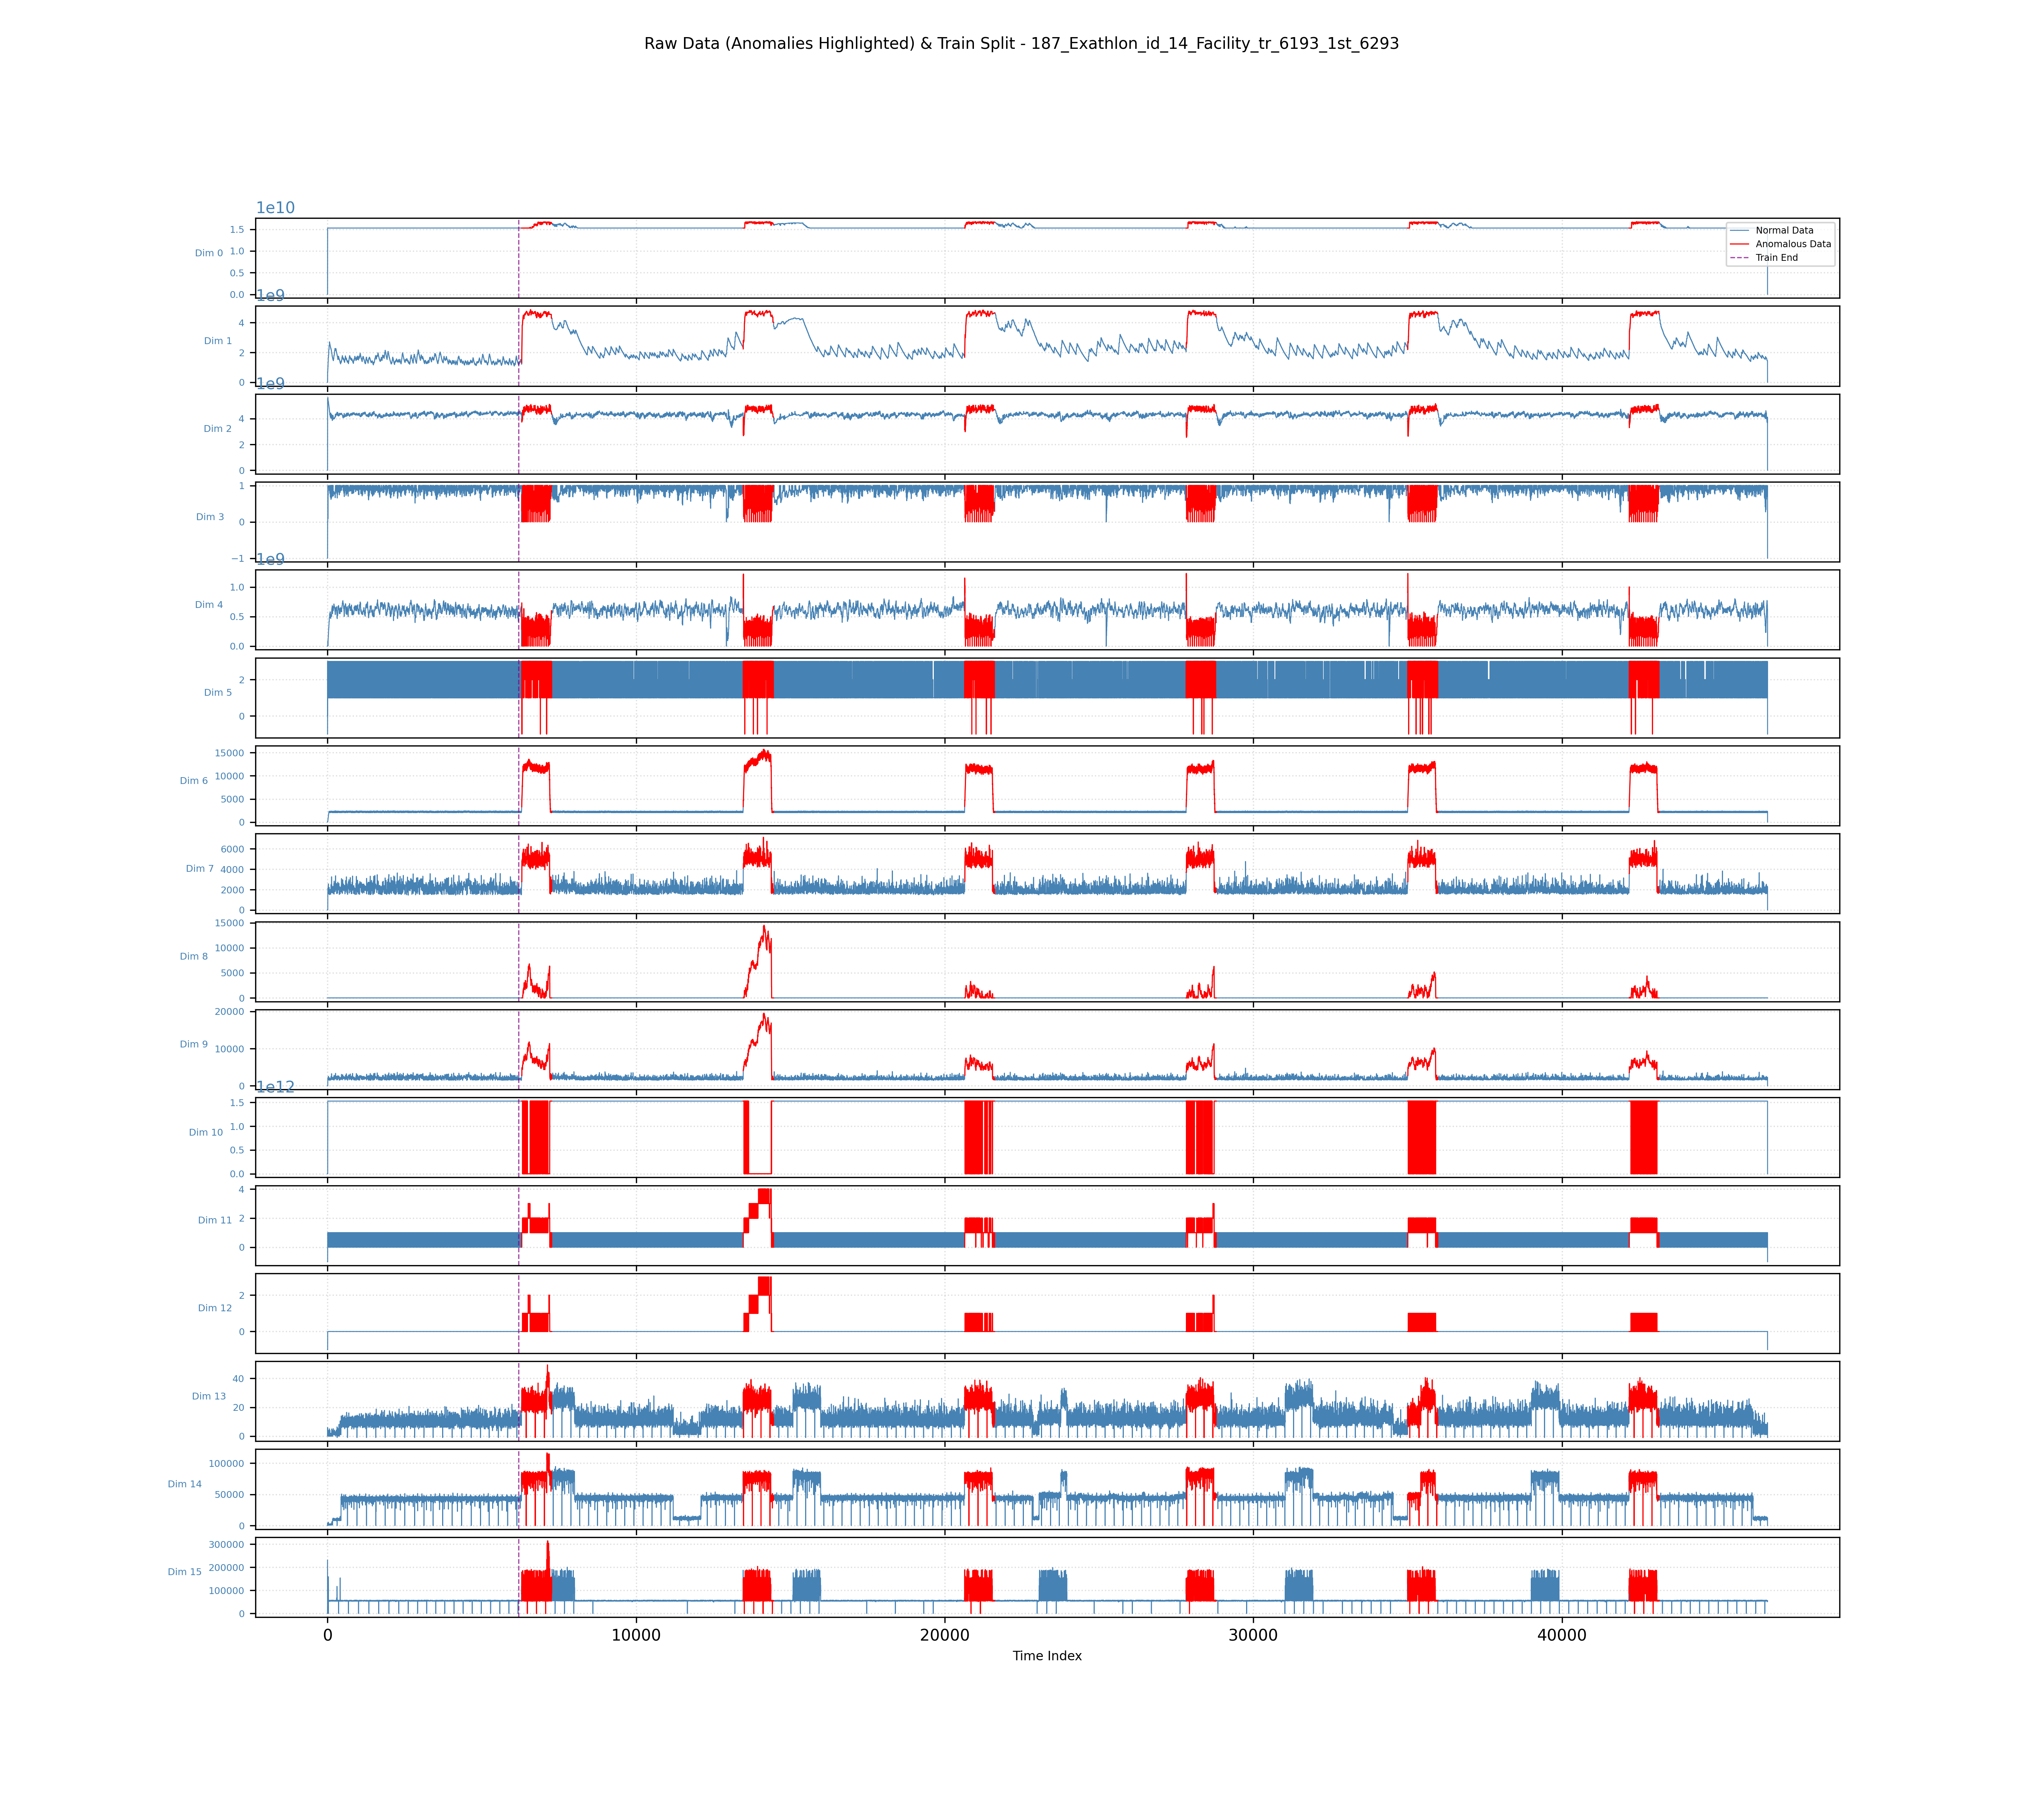 Raw Data (Anomalies Highlighted) & Train Split - 187_Exathlon_id_14_Facility_tr_6193_1st_6293
1e10
Normal Data
Anomalous Data
Train End
Dim 0
1.5
1.0
0.5
0.0
1e9
Dim 1
4
2
0
1e9
Dim 2
4
2
0
Dim 3
1
0
−1
1e9
Dim 4
1.0
0.5
0.0
Dim 5
2
0
Dim 6
15000
10000
5000
0
Dim 7
6000
4000
2000
0
Dim 8
15000
10000
5000
0
Dim 9
20000
10000
0
1e12
Dim 10
1.5
1.0
0.5
0.0
Dim 11
4
2
0
Dim 12
2
0
Dim 13
40
20
0
Dim 14
100000
50000
0
Dim 15
300000
200000
100000
0
0 10000 20000 30000 40000
Time Index